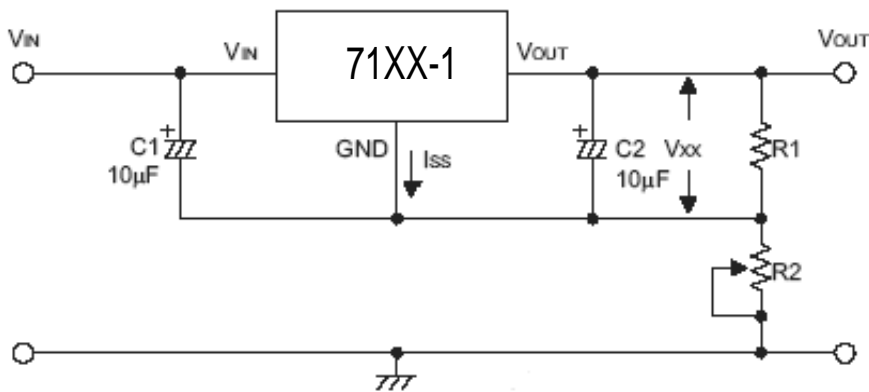 VIN
VIN
71XX-1
VOUT
VOUT
C1
10µF
+
GND
ISS
+
C2
10µF
VXX
R1
R2